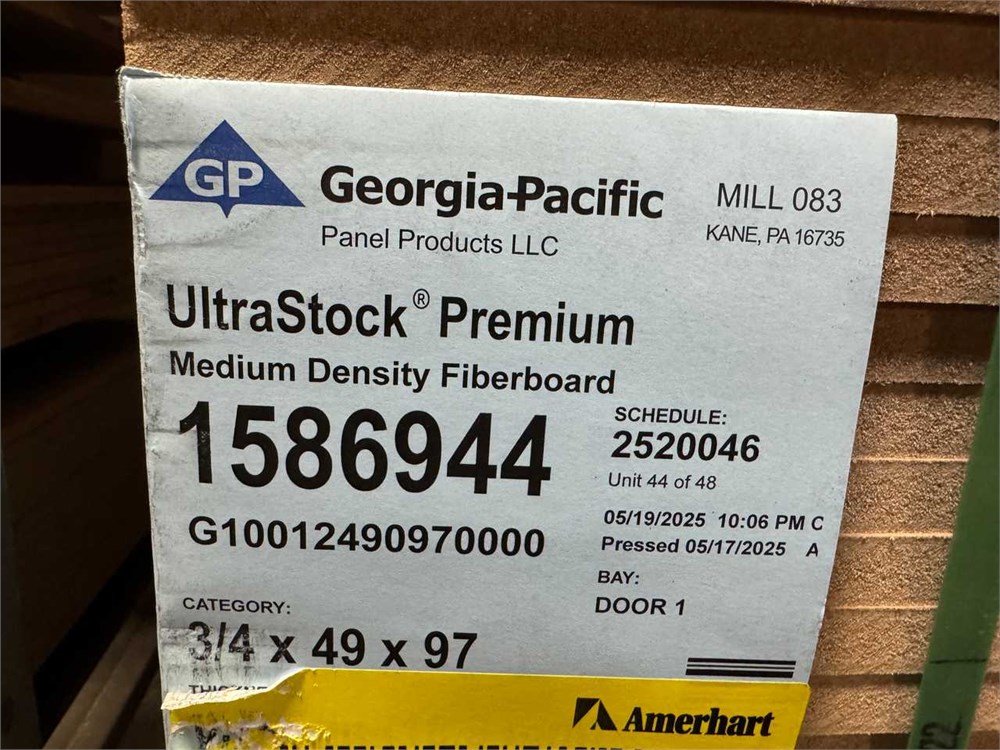 GP
Georgia-Pacific
Panel Products LLC
MILL 083
KANE, PA 16735
UltraStock® Premium
Medium Density Fiberboard
1586944
G10012490970000
SCHEDULE:
2520046
Unit 44 of 48
05/19/2025 10:06 PM C
Pressed 05/17/2025 A
BAY:
DOOR 1
CATEGORY:
3/4 x 49 x 97
Amerhart